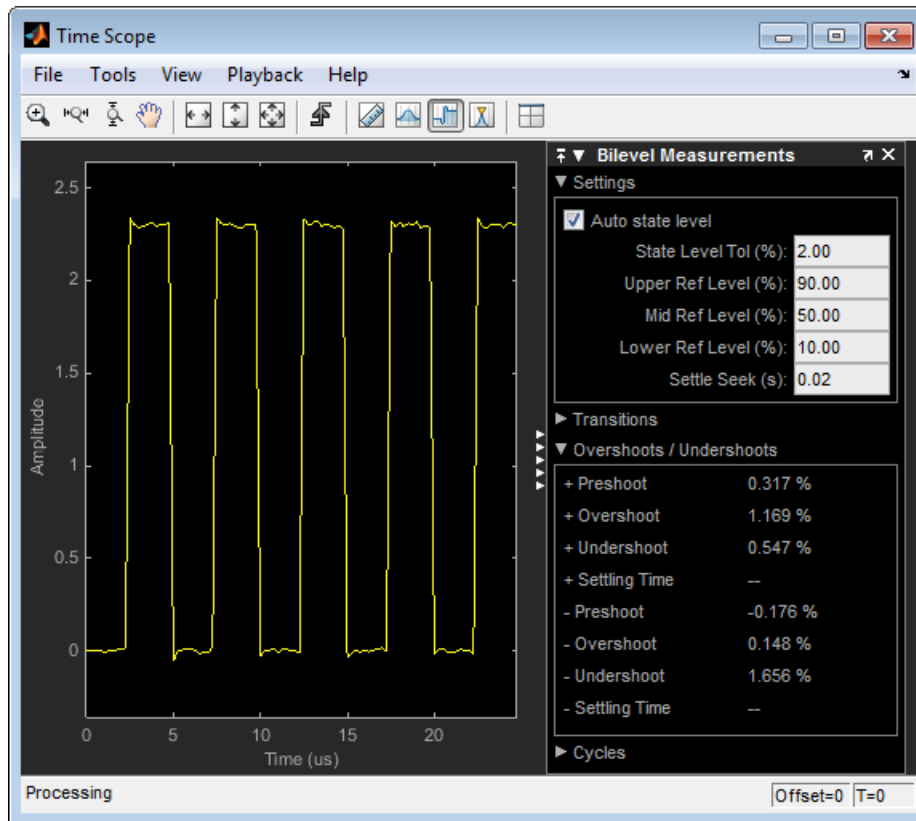 Time Scope
File Tools View Playback Help
2.5
2
1.5
1
0.5
0
Amplitude
0 5 10 15 20
Time (us)
Bilevel Measurements
Settings
Auto state level
State Level Tol (%): 2.00
Upper Ref Level (%): 90.00
Mid Ref Level (%): 50.00
Lower Ref Level (%): 10.00
Settle Seek (s): 0.02
Transitions
Overshoots / Undershoots
+ Preshoot 0.317 %
+ Overshoot 1.169 %
+ Undershoot 0.547 %
+ Settling Time --
- Preshoot -0.176 %
- Overshoot 0.148 %
- Undershoot 1.656 %
- Settling Time --
Cycles
Processing Offset=0 T=0